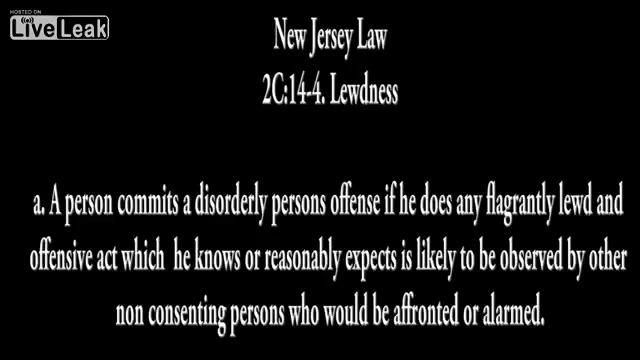 HOSTED ON
LiveLeak
New Jersey Law
2C:14-4. Lewdness
a. A person commits a disorderly persons offense if he does any flagrantly lewd and
offensive act which he knows or reasonably expects is likely to be observed by other
non consenting persons who would be affronted or alarmed.